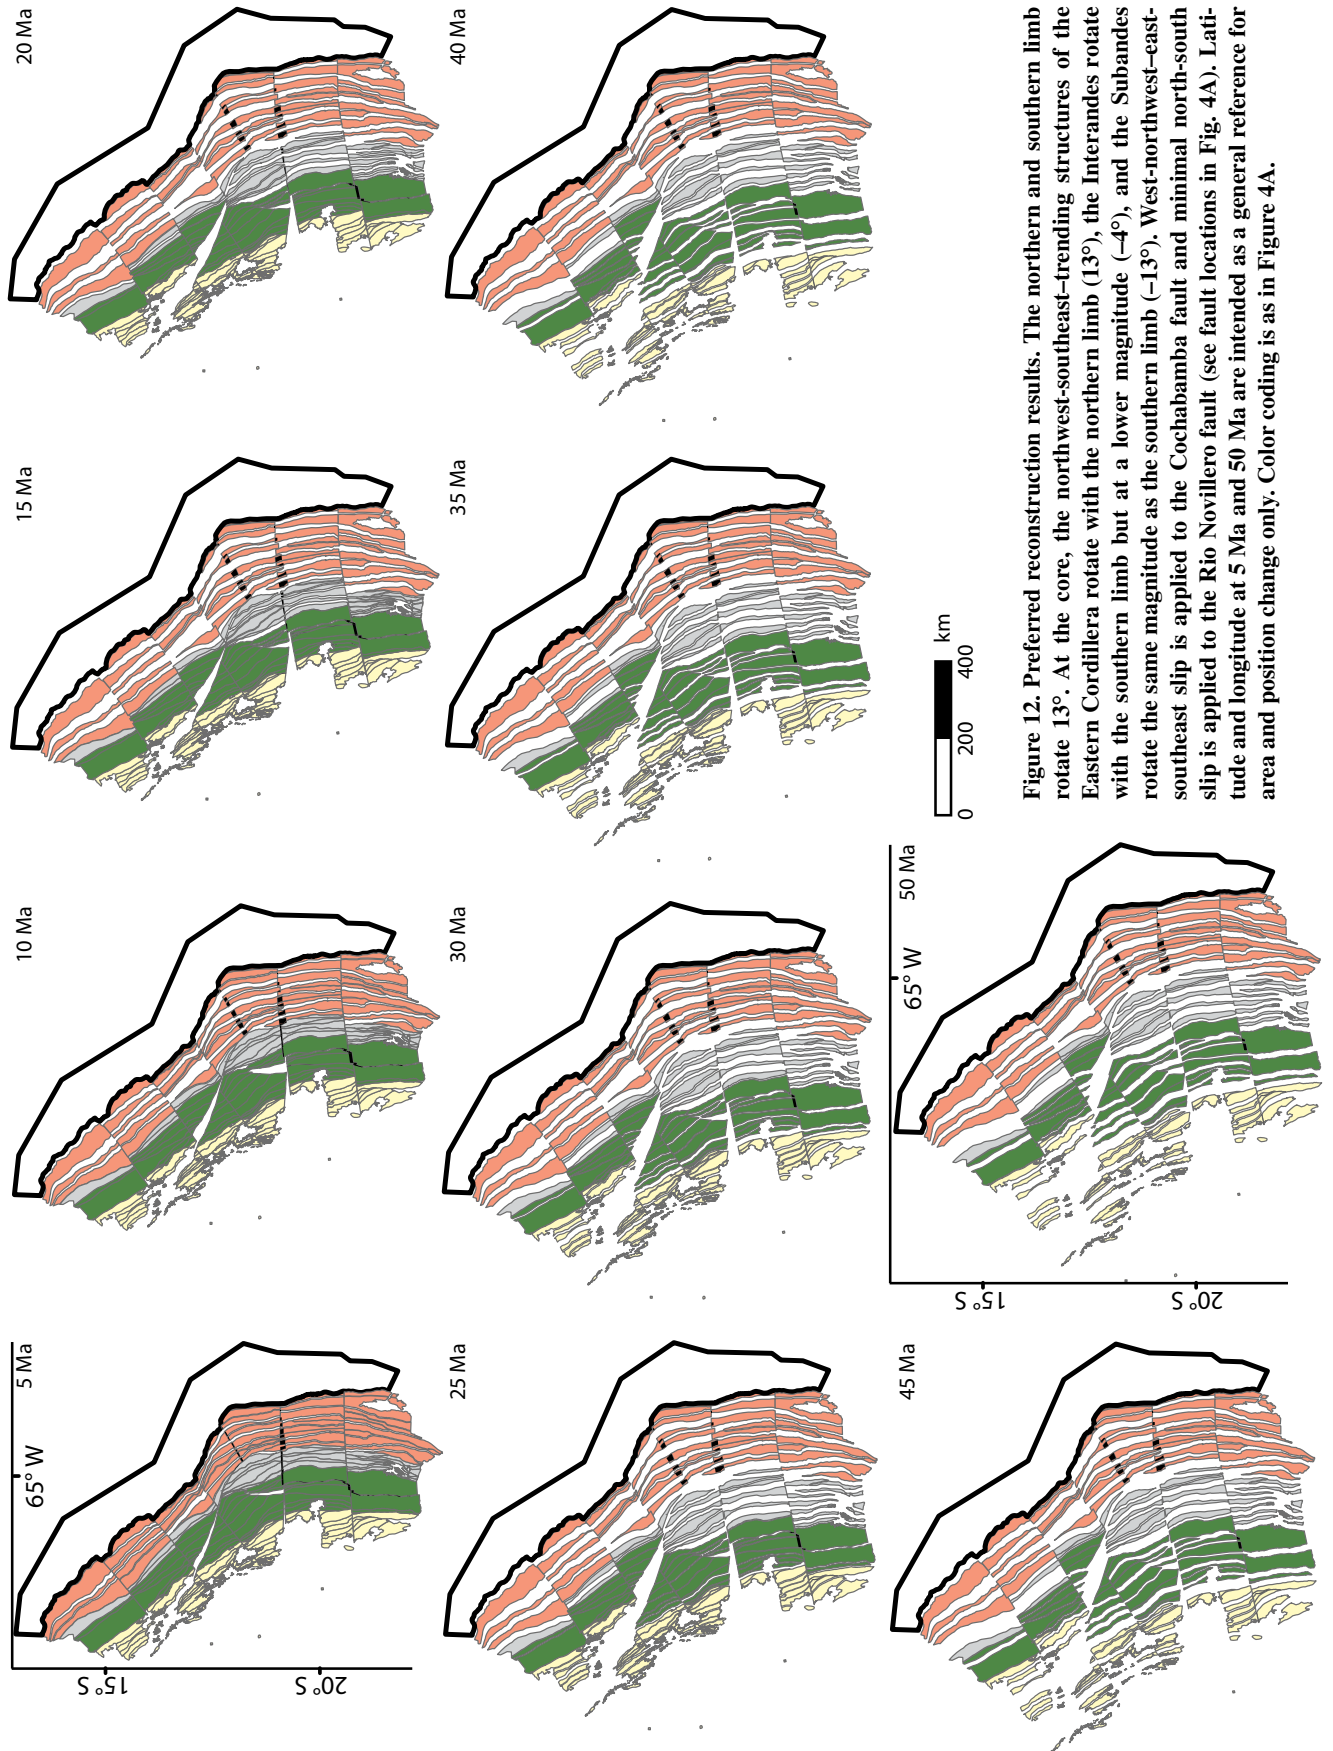 65° W
5 Ma
15° S
20° S
10 Ma
15 Ma
20 Ma
25 Ma
30 Ma
35 Ma
40 Ma
45 Ma
65° W
50 Ma
15° S
20° S
0 200 400 km
Figure 12. Preferred reconstruction results. The northern and southern limb
rotate 13°. At the core, the northwest-southeast–trending structures of the
Eastern Cordillera rotate with the northern limb (13°), the Interandes rotate
with the southern limb but at a lower magnitude (–4°), and the Subandes
rotate the same magnitude as the southern limb (–13°). West-northwest–east-
southeast slip is applied to the Cochabamba fault and minimal north-south
slip is applied to the Rio Novillero fault (see fault locations in Fig. 4A). Lati-
tude and longitude at 5 Ma and 50 Ma are intended as a general reference for
area and position change only. Color coding is as in Figure 4A.